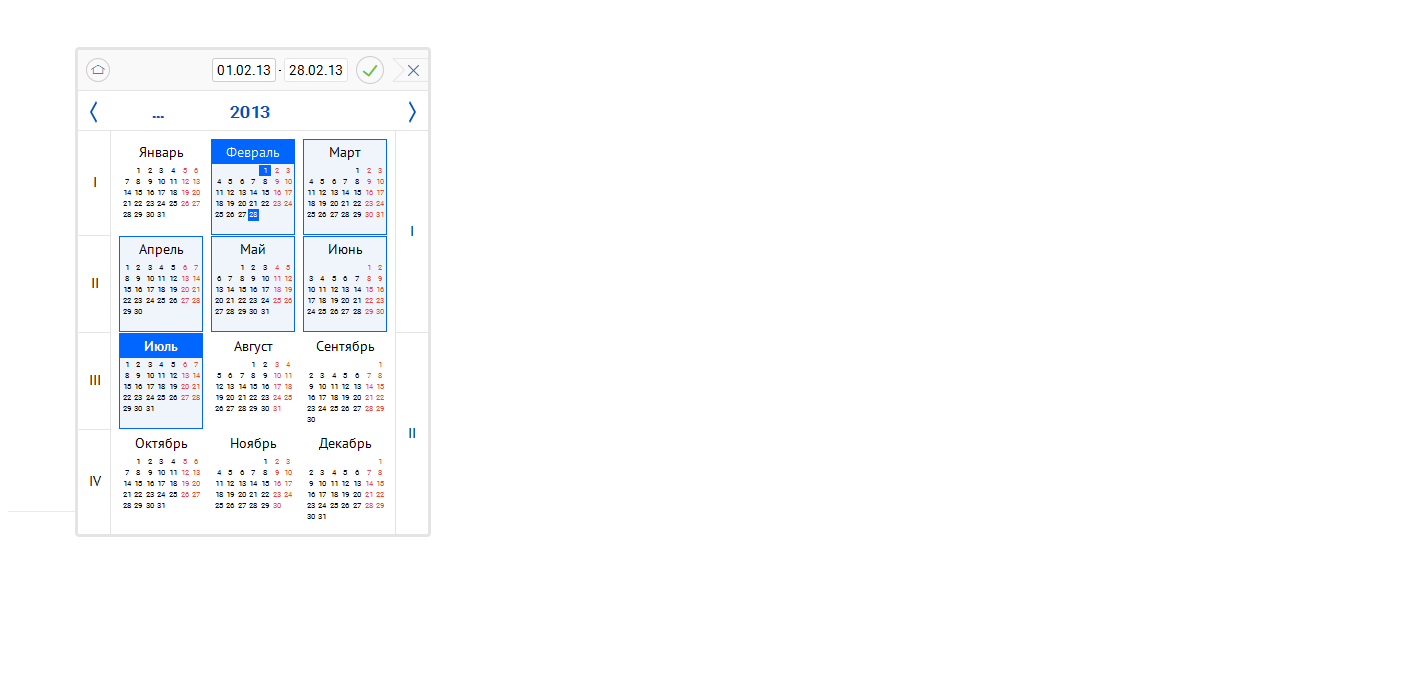 01.02.13 - 28.02.13
... 2013
I
Январь
1 2 3 4 5 6
7 8 9 10 11 12 13
14 15 16 17 18 19 20
21 22 23 24 25 26 27
28 29 30 31
Февраль
1 2 3
4 5 6 7 8 9 10
11 12 13 14 15 16 17
18 19 20 21 22 23 24
25 26 27 28
Март
1 2 3
4 5 6 7 8 9 10
11 12 13 14 15 16 17
18 19 20 21 22 23 24
25 26 27 28 29 30 31
I
II
Апрель
1 2 3 4 5 6 7
8 9 10 11 12 13 14
15 16 17 18 19 20 21
22 23 24 25 26 27 28
29 30
Май
1 2 3 4 5
6 7 8 9 10 11 12
13 14 15 16 17 18 19
20 21 22 23 24 25 26
27 28 29 30 31
Июнь
1 2
3 4 5 6 7 8 9
10 11 12 13 14 15 16
17 18 19 20 21 22 23
24 25 26 27 28 29 30
III
Июль
1 2 3 4 5 6 7
8 9 10 11 12 13 14
15 16 17 18 19 20 21
22 23 24 25 26 27 28
29 30 31
Август
1 2 3 4
5 6 7 8 9 10 11
12 13 14 15 16 17 18
19 20 21 22 23 24 25
26 27 28 29 30 31
Сентябрь
1
2 3 4 5 6 7 8
9 10 11 12 13 14 15
16 17 18 19 20 21 22
23 24 25 26 27 28 29
30
II
IV
Октябрь
1 2 3 4 5 6
7 8 9 10 11 12 13
14 15 16 17 18 19 20
21 22 23 24 25 26 27
28 29 30 31
Ноябрь
1 2 3
4 5 6 7 8 9 10
11 12 13 14 15 16 17
18 19 20 21 22 23 24
25 26 27 28 29 30
Декабрь
1
2 3 4 5 6 7 8
9 10 11 12 13 14 15
16 17 18 19 20 21 22
23 24 25 26 27 28 29
30 31